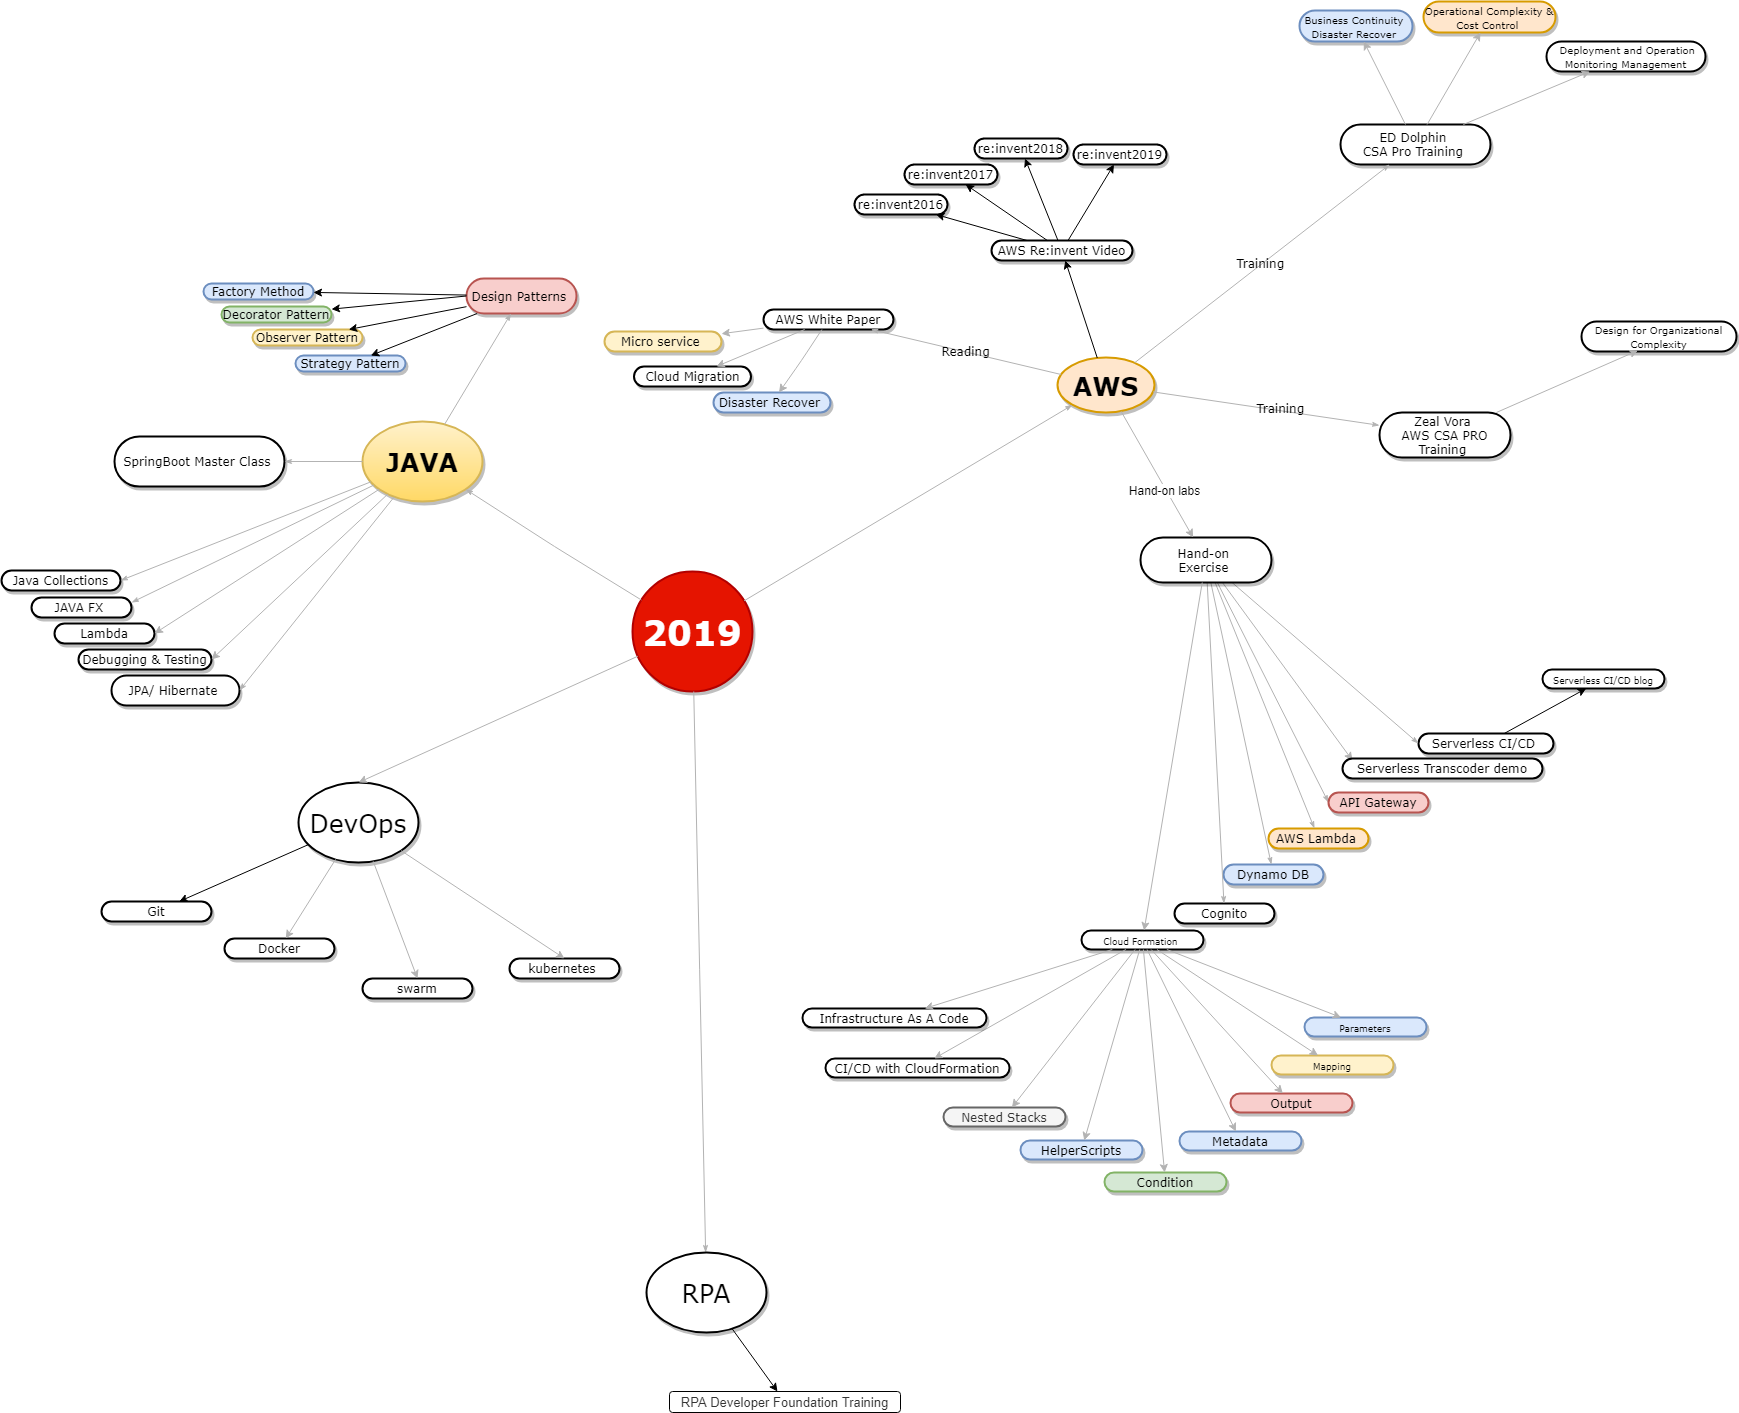 Business Continuity
Disaster Recover
Operational Complexity &
Cost Control
Deployment and Operation
Monitoring Management
ED Dolphin
CSA Pro Training
re:invent2018
re:invent2019
re:invent2017
re:invent2016
AWS Re:invent Video
Training
Factory Method
Design Patterns
Decorator Pattern
Observer Pattern
Strategy Pattern
AWS White Paper
Micro service
Reading
Cloud Migration
Disaster Recover
AWS
Design for Organizational
Complexity
Training
Zeal Vora
AWS CSA PRO
Training
JAVA
SpringBoot Master Class
Hand-on labs
Hand-on
Exercise
Java Collections
JAVA FX
Lambda
Debugging & Testing
JPA/ Hibernate
2019
Serverless CI/CD blog
Serverless CI/CD
Serverless Transcoder demo
API Gateway
AWS Lambda
Dynamo DB
Cognito
Cloud Formation
DevOps
Git
Docker
swarm
kubernetes
Infrastructure As A Code
CI/CD with CloudFormation
Nested Stacks
HelperScripts
Condition
Metadata
Output
Mapping
Parameters
RPA
RPA Developer Foundation Training